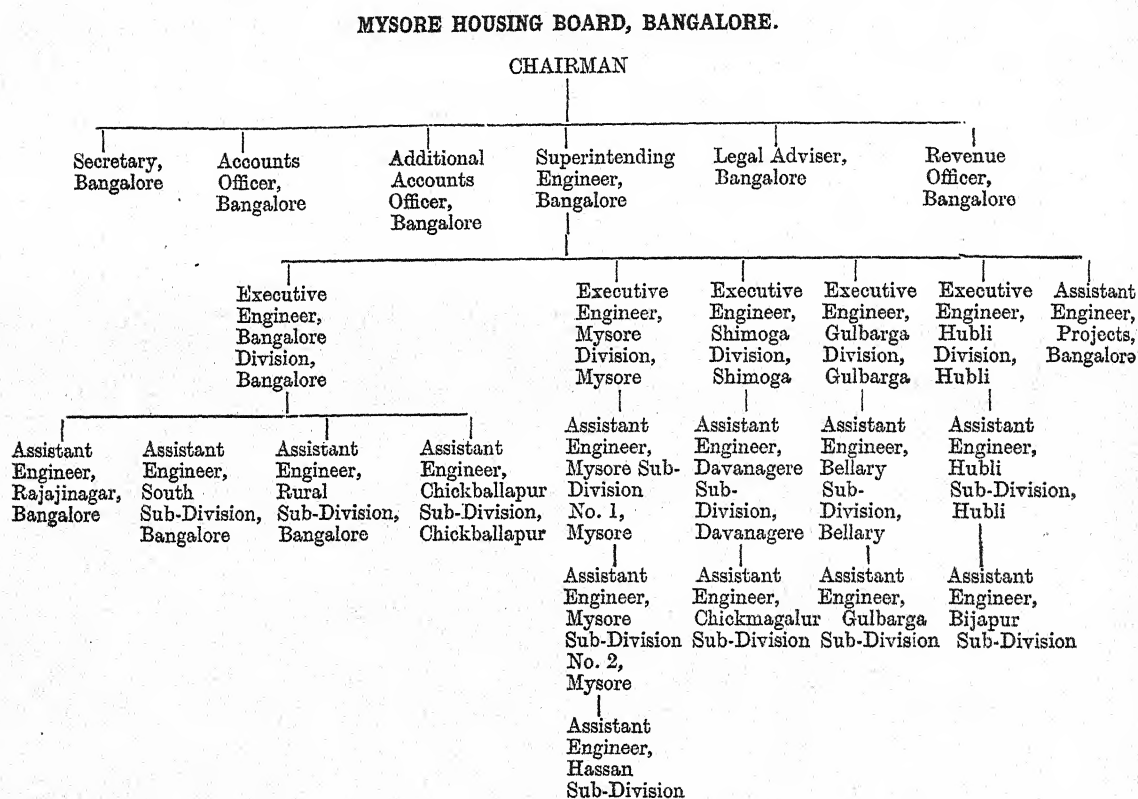 MYSORE HOUSING BOARD, BANGALORE.
CHAIRMAN
Secretary,
Bangalore
Accounts
Officer,
Bangalore
Additional
Accounts
Officer,
Bangalore
Superintending
Engineer,
Bangalore
Legal Adviser,
Bangalore
Revenue
Officer,
Bangalore
Executive
Engineer,
Bangalore
Division,
Bangalore
Executive
Engineer,
Mysore
Division,
Mysore
Executive
Engineer,
Shimoga
Division,
Shimoga
Executive
Engineer,
Gulbarga
Division,
Gulbarga
Executive
Engineer,
Hubli
Division,
Hubli
Assistant
Engineer,
Projects,
Bangalore
Assistant
Engineer,
Rajajinagar,
Bangalore
Assistant
Engineer,
South
Sub-Division,
Bangalore
Assistant
Engineer,
Rural
Sub-Division,
Bangalore
Assistant
Engineer,
Chickballapur
Sub-Division,
Chickballapur
Assistant
Engineer,
Mysore Sub-
Division
No. 1,
Mysore
Assistant
Engineer,
Davanagere
Sub-
Division,
Davanagere
Assistant
Engineer,
Bellary
Sub-
Division,
Bellary
Assistant
Engineer,
Hubli
Sub-Division,
Hubli
Assistant
Engineer,
Mysore
Sub-Division
No. 2,
Mysore
Assistant
Engineer,
Chickmagalur
Sub-Division
Assistant
Engineer,
Gulbarga
Sub-Division
Assistant
Engineer,
Bijapur
Sub-Division
Assistant
Engineer,
Hassan
Sub-Division